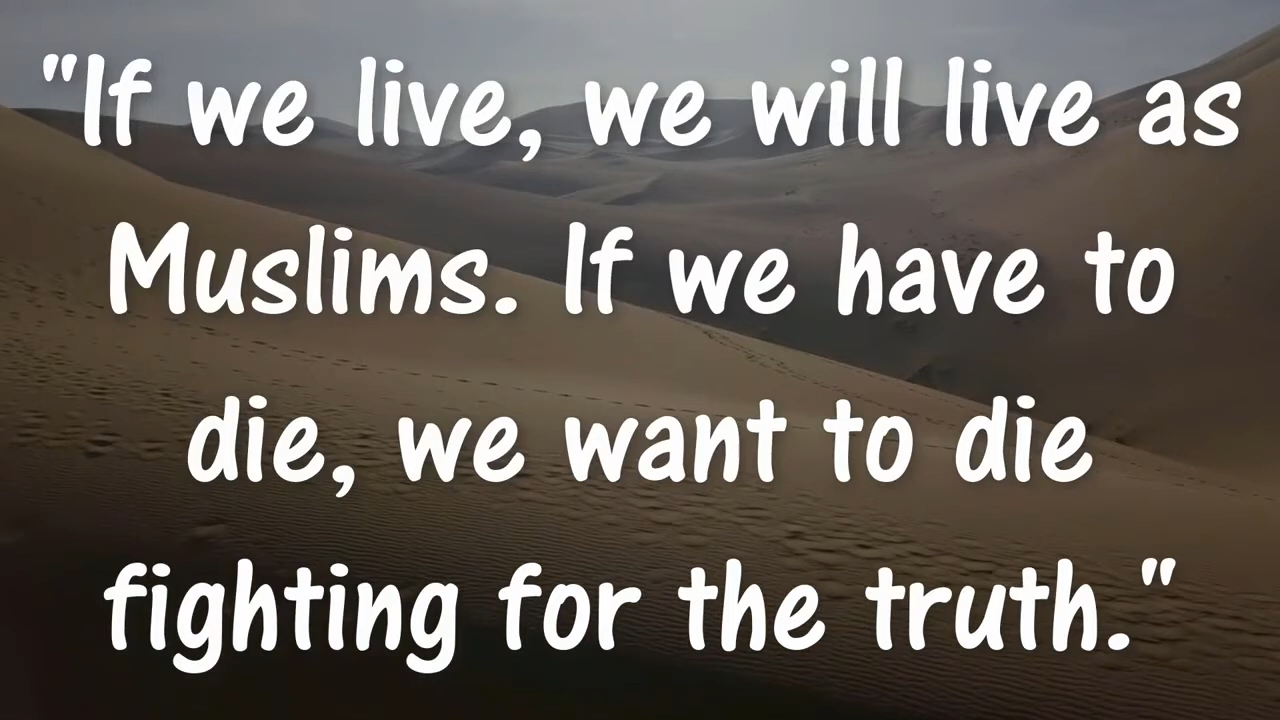 "If we live, we will live as
Muslims. If we have to
die, we want to die
fighting for the truth."